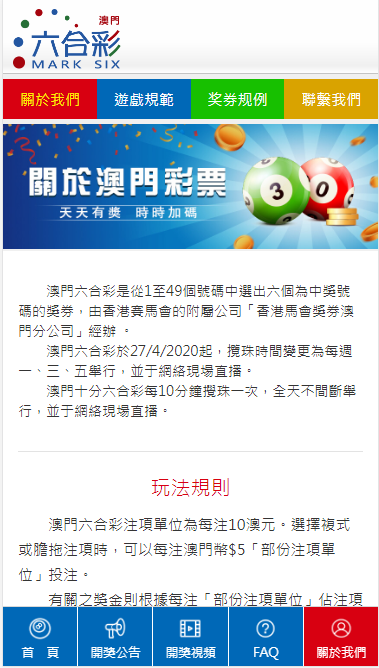 澳門
六合彩
MARK SIX
關於我們 遊戲規範 奖券规例 聯繫我們
關於澳門彩票
天天有獎 時時加碼
3 0
澳門六合彩是從1至49個號碼中選出六個為中獎號
碼的獎券，由香港賽馬會的附屬公司「香港馬會獎券澳
門分公司」經辦 。
澳門六合彩於27/4/2020起，攪珠時間變更為每週
一、三、五舉行，並于網絡現場直播。
澳門十分六合彩每10分鐘攪珠一次，全天不間斷舉
行，並于網絡現場直播。
玩法規則
澳門六合彩注項單位為每注10澳元。選擇複式
或膽拖注項時，可以每注澳門幣$5「部份注項單
位」投注。
有關之獎金則根據每注「部份注項單位」佔注項
首 頁 開獎公告 開獎視頻 FAQ 關於我們